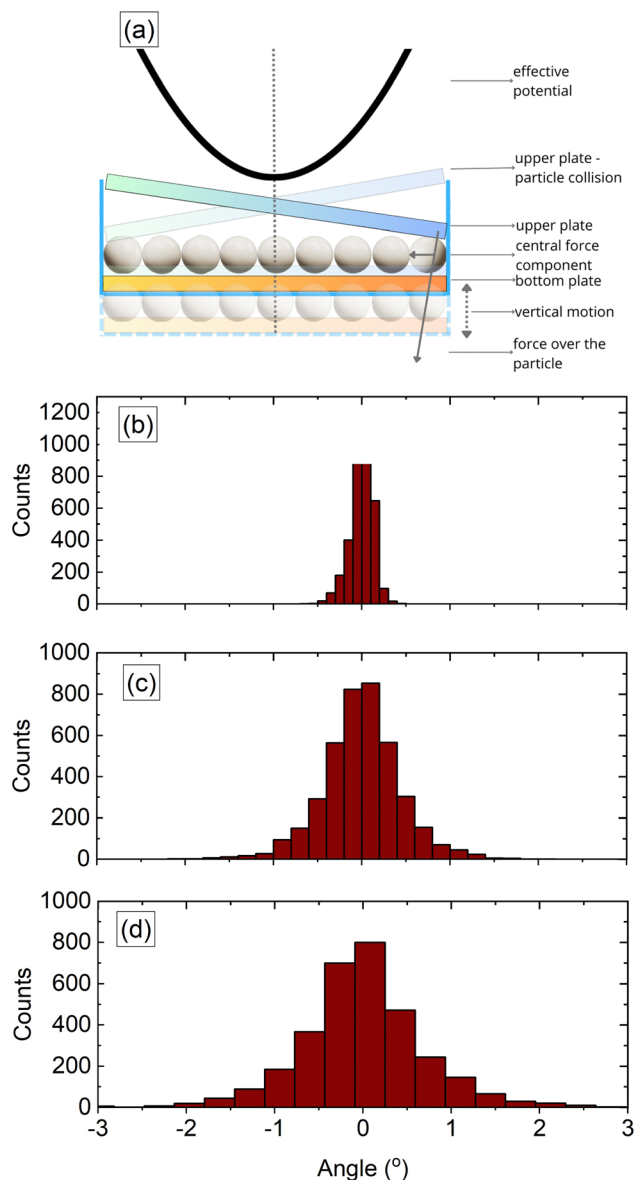 (a)
effective
potential
upper plate -
particle collision
upper plate
central force
component
bottom plate
vertical motion
force over the
particle
(b)
1200
1000
800
600
400
200
0
Counts
(c)
1000
800
600
400
200
0
Counts
(d)
1000
800
600
400
200
0
Counts
-3 -2 -1 0 1 2 3
Angle (º)